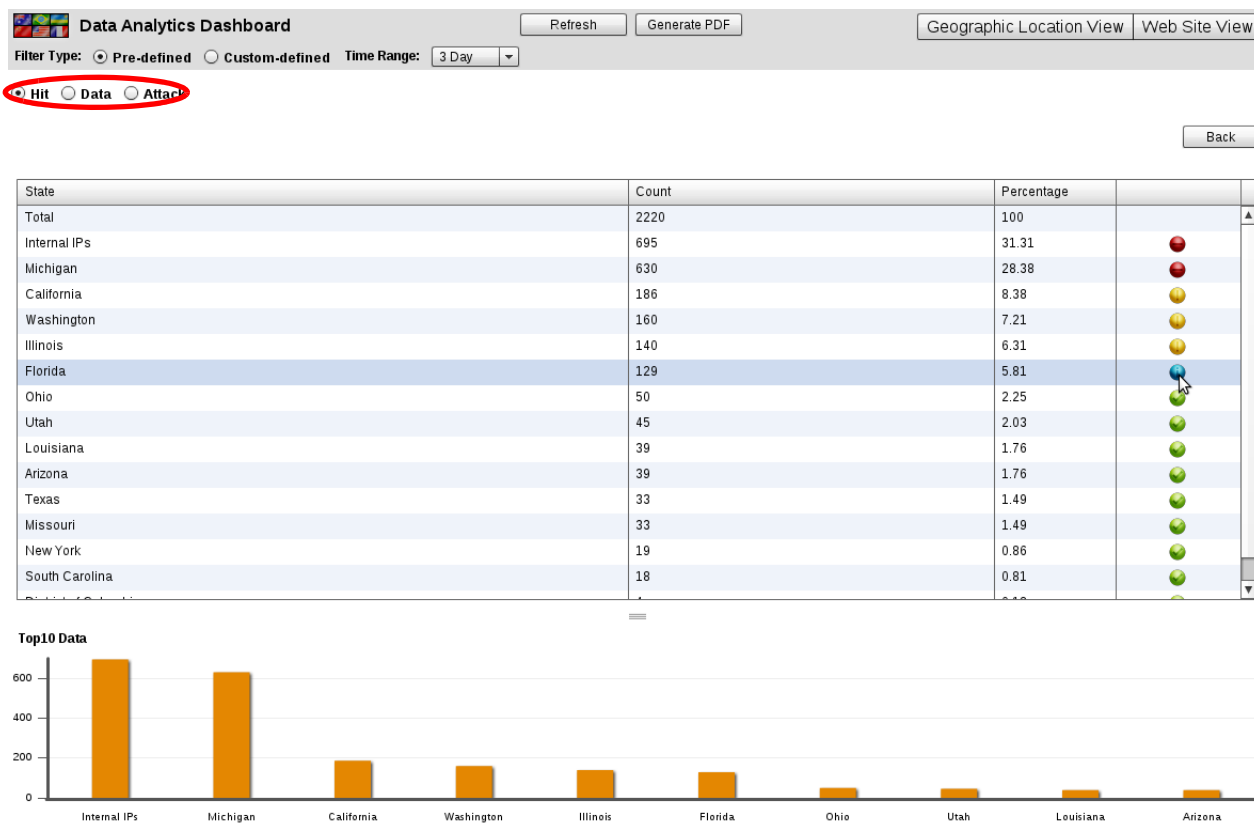 Data Analytics Dashboard Refresh Generate PDF Geographic Location View Web Site View
Filter Type: Pre-defined Custom-defined Time Range: 3 Day
Hit Data Attack
Back
State Count Percentage
Total 2220 100
Internal IPs 695 31.31
Michigan 630 28.38
California 186 8.38
Washington 160 7.21
Illinois 140 6.31
Florida 129 5.81
Ohio 50 2.25
Utah 45 2.03
Louisiana 39 1.76
Arizona 39 1.76
Texas 33 1.49
Missouri 33 1.49
New York 19 0.86
South Carolina 18 0.81
Top10 Data
600
400
200
0
Internal IPs Michigan California Washington Illinois Florida Ohio Utah Louisiana Arizona